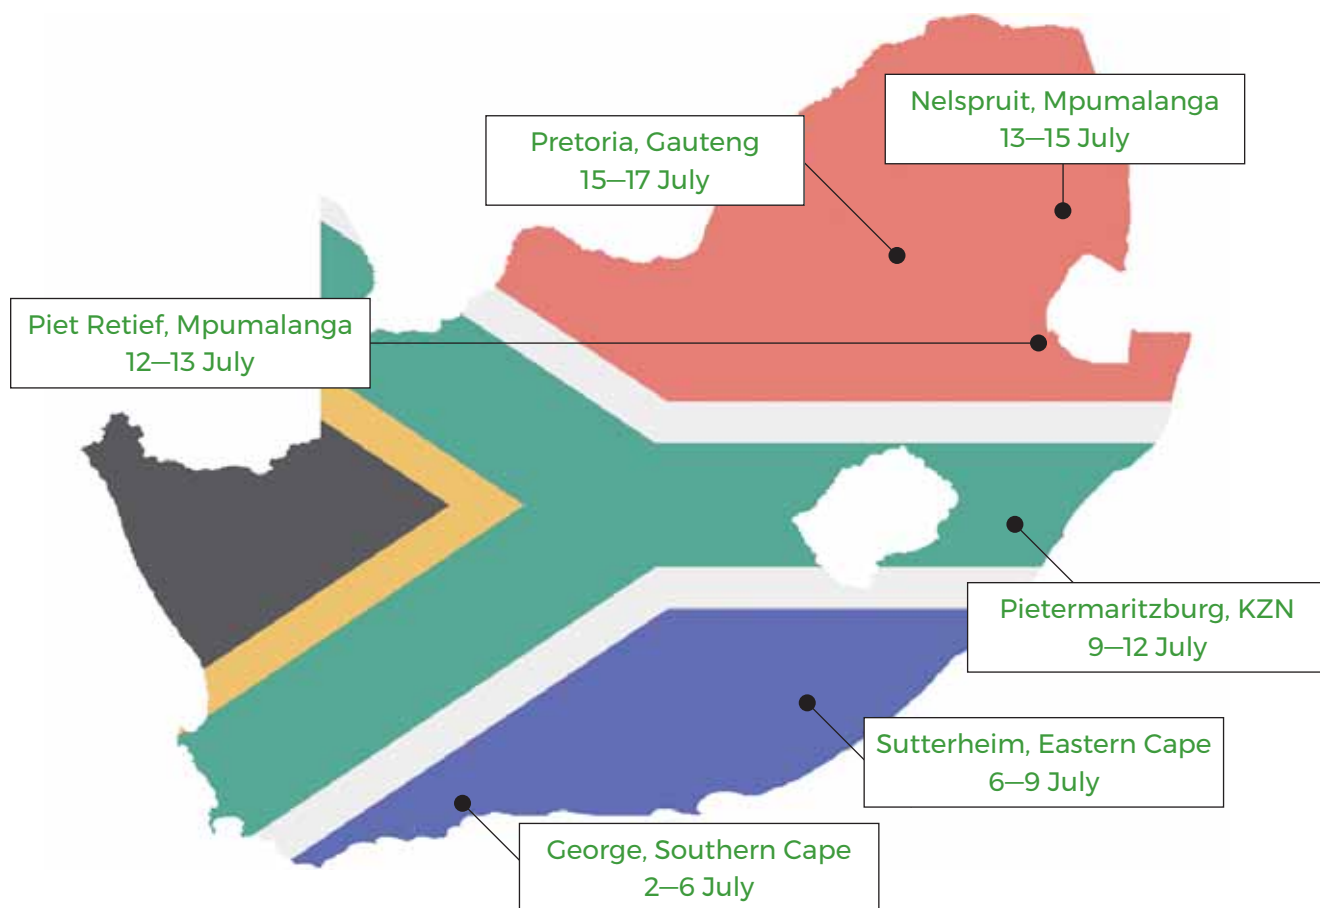 Nelspruit, Mpumalanga
13—15 July
Pretoria, Gauteng
15—17 July
Piet Retief, Mpumalanga
12—13 July
Pietermaritzburg, KZN
9—12 July
Sutterheim, Eastern Cape
6—9 July
George, Southern Cape
2—6 July